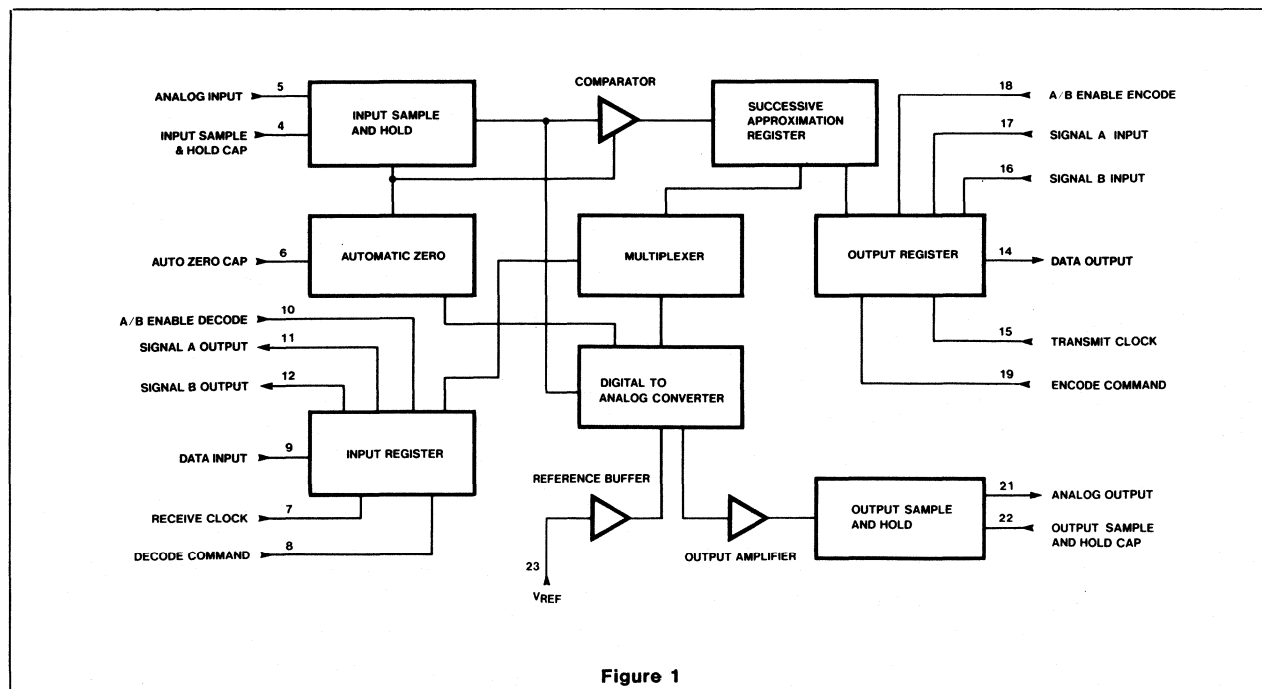 COMPARATOR
5
ANALOG INPUT
4
INPUT SAMPLE
& HOLD CAP
INPUT SAMPLE
AND HOLD
SUCCESSIVE
APPROXIMATION
REGISTER
18
A/B ENABLE ENCODE
17
SIGNAL A INPUT
16
SIGNAL B INPUT
6
AUTO ZERO CAP
AUTOMATIC ZERO
MULTIPLEXER
OUTPUT REGISTER
14
DATA OUTPUT
10
A/B ENABLE DECODE
11
SIGNAL A OUTPUT
12
SIGNAL B OUTPUT
15
TRANSMIT CLOCK
19
ENCODE COMMAND
DIGITAL TO
ANALOG CONVERTER
9
DATA INPUT
INPUT REGISTER
7
RECEIVE CLOCK
8
DECODE COMMAND
REFERENCE BUFFER
23
VREF
OUTPUT AMPLIFIER
OUTPUT SAMPLE
AND HOLD
21
ANALOG OUTPUT
22
OUTPUT SAMPLE
AND HOLD CAP
Figure 1